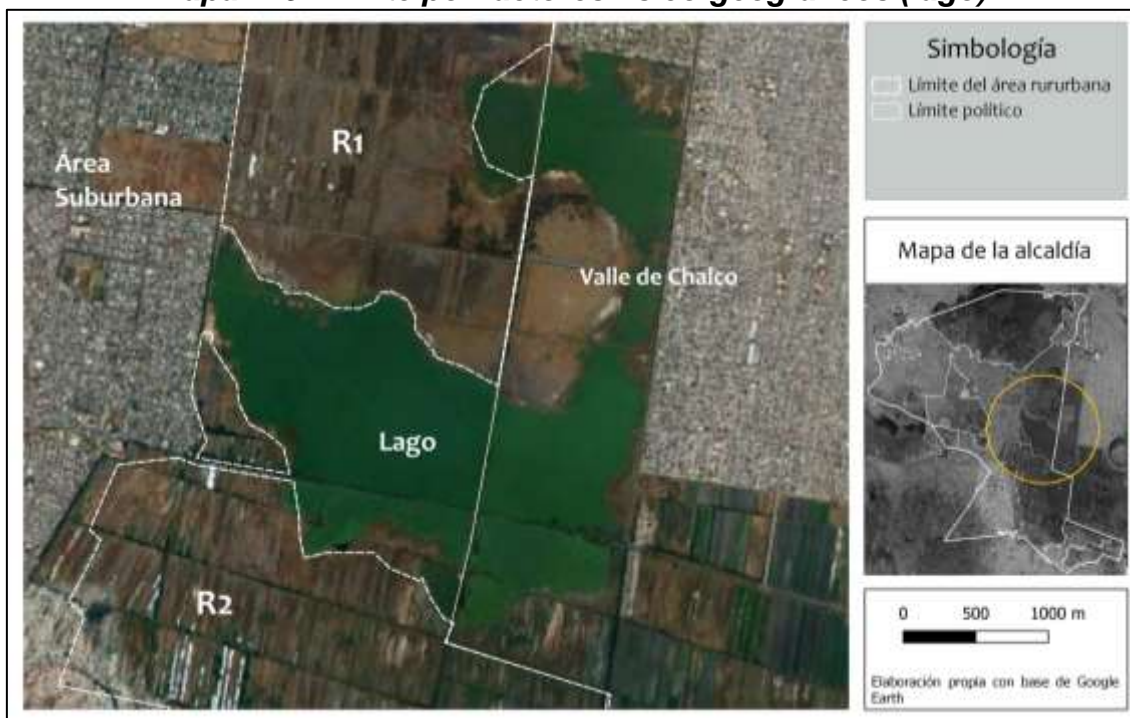 R1
Área
Suburbana
Valle de Chalco
Lago
R2
Simbología
Límite del área rururbana
Límite político
Mapa de la alcaldía
0 500 1000 m
Elaboración propia con base de Google
Earth